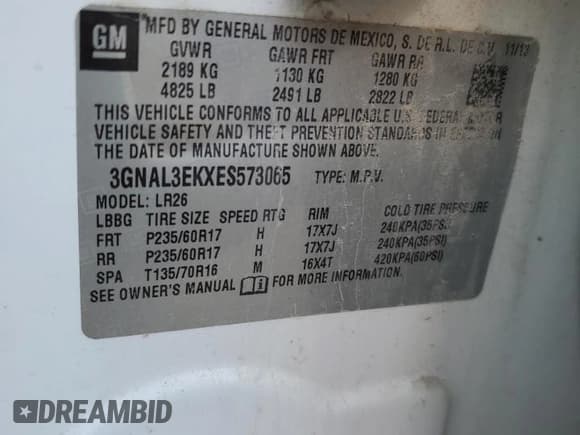 GM MFD BY GENERAL MOTORS DE MEXICO, S. DE R.L. DE C.V. 11/13
GVWR GAWR FRT GAWR RR
2189 KG 1130 KG 1280 KG
4825 LB 2491 LB 2822 LB
THIS VEHICLE CONFORMS TO ALL APPLICABLE U.S. FEDERAL MOTOR
VEHICLE SAFETY AND THEFT PREVENTION STANDARDS IN EFFECT ON
THE DATE OF MANUFACTURE SHOWN ABOVE.
3GNAL3EKXES573065 TYPE: M.P.V.
MODEL: LR26
LBBG TIRE SIZE SPEED RTG RIM COLD TIRE PRESSURE
FRT P235/60R17 H 17X7J 240KPA(35PSI)
RR P235/60R17 H 17X7J 240KPA(35PSI)
SPA T135/70R16 M 16X4T 420KPA(60PSI)
SEE OWNER'S MANUAL FOR MORE INFORMATION.
DREAMBID